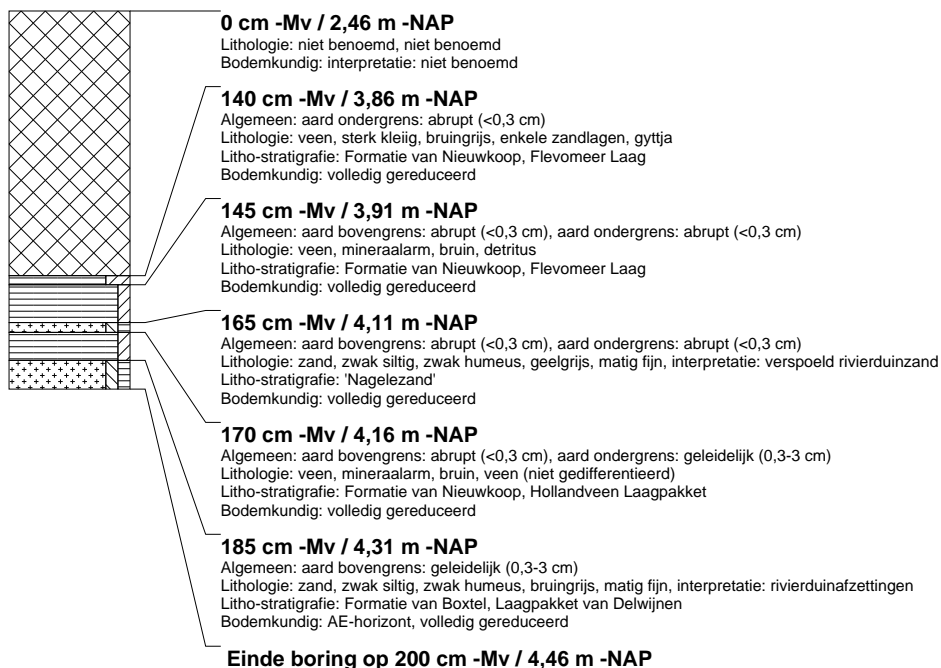 0 cm -Mv / 2,46 m -NAP
Lithologie: niet benoemd, niet benoemd
Bodemkundig: interpretatie: niet benoemd
140 cm -Mv / 3,86 m -NAP
Algemeen: aard ondergrens: abrupt (<0,3 cm)
Lithologie: veen, sterk kleiig, bruingrijs, enkele zandlagen, gyttja
Litho-stratigrafie: Formatie van Nieuwkoop, Flevomeer Laag
Bodemkundig: volledig gereduceerd
145 cm -Mv / 3,91 m -NAP
Algemeen: aard bovengrens: abrupt (<0,3 cm), aard ondergrens: abrupt (<0,3 cm)
Lithologie: veen, mineraalarm, bruin, detritus
Litho-stratigrafie: Formatie van Nieuwkoop, Flevomeer Laag
Bodemkundig: volledig gereduceerd
165 cm -Mv / 4,11 m -NAP
Algemeen: aard bovengrens: abrupt (<0,3 cm), aard ondergrens: abrupt (<0,3 cm)
Lithologie: zand, zwak siltig, zwak humeus, geelgrijs, matig fijn, interpretatie: verspoeld rivierduinzand
Litho-stratigrafie: 'Nagelezand'
Bodemkundig: volledig gereduceerd
170 cm -Mv / 4,16 m -NAP
Algemeen: aard bovengrens: abrupt (<0,3 cm), aard ondergrens: geleidelijk (0,3-3 cm)
Lithologie: veen, mineraalarm, bruin, veen (niet gedifferentieerd)
Litho-stratigrafie: Formatie van Nieuwkoop, Hollandveen Laagpakket
Bodemkundig: volledig gereduceerd
185 cm -Mv / 4,31 m -NAP
Algemeen: aard bovengrens: geleidelijk (0,3-3 cm)
Lithologie: zand, zwak siltig, zwak humeus, bruingrijs, matig fijn, interpretatie: rivierduinafzettingen
Litho-stratigrafie: Formatie van Boxtel, Laagpakket van Delwijnen
Bodemkundig: AE-horizont, volledig gereduceerd
Einde boring op 200 cm -Mv / 4,46 m -NAP